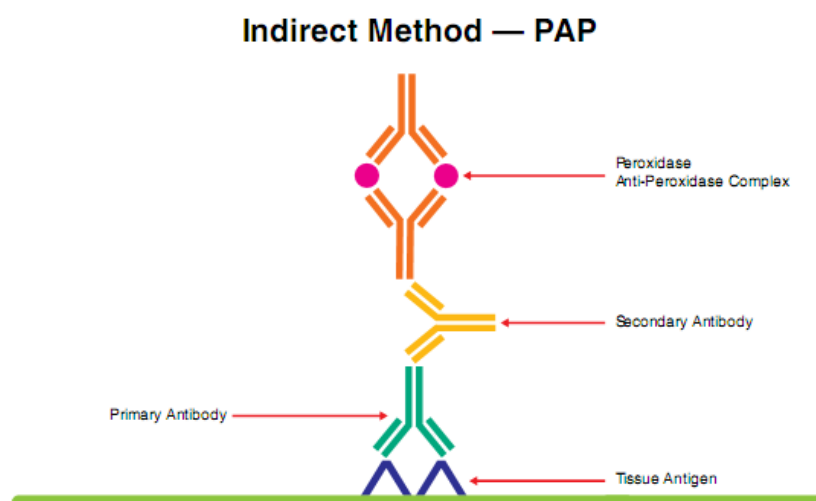 Indirect Method — PAP
Peroxidase
Anti-Peroxidase Complex
Secondary Antibody
Primary Antibody
Tissue Antigen